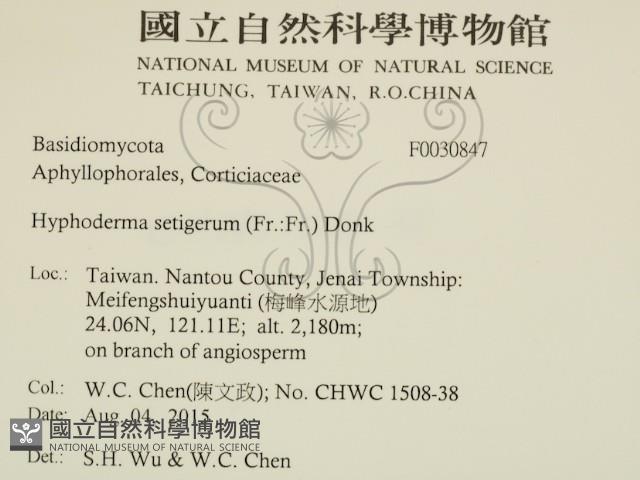 國立自然科學博物館
NATIONAL MUSEUM OF NATURAL SCIENCE
TAICHUNG, TAIWAN, R.O.CHINA
Basidiomycota F0030847
Aphyllophorales, Corticiaceae
Hyphoderma setigerum (Fr.:Fr.) Donk
Loc.: Taiwan. Nantou County, Jenai Township:
Meifengshuiyuanti (梅峰水源地)
24.06N, 121.11E; alt. 2,180m;
on branch of angiosperm
Col.: W.C. Chen(陳文政); No. CHWC 1508-38
Date: Aug. 04, 2015
國立自然科學博物館
NATIONAL MUSEUM OF NATURAL SCIENCE
Det.: S.H. Wu & W.C. Chen